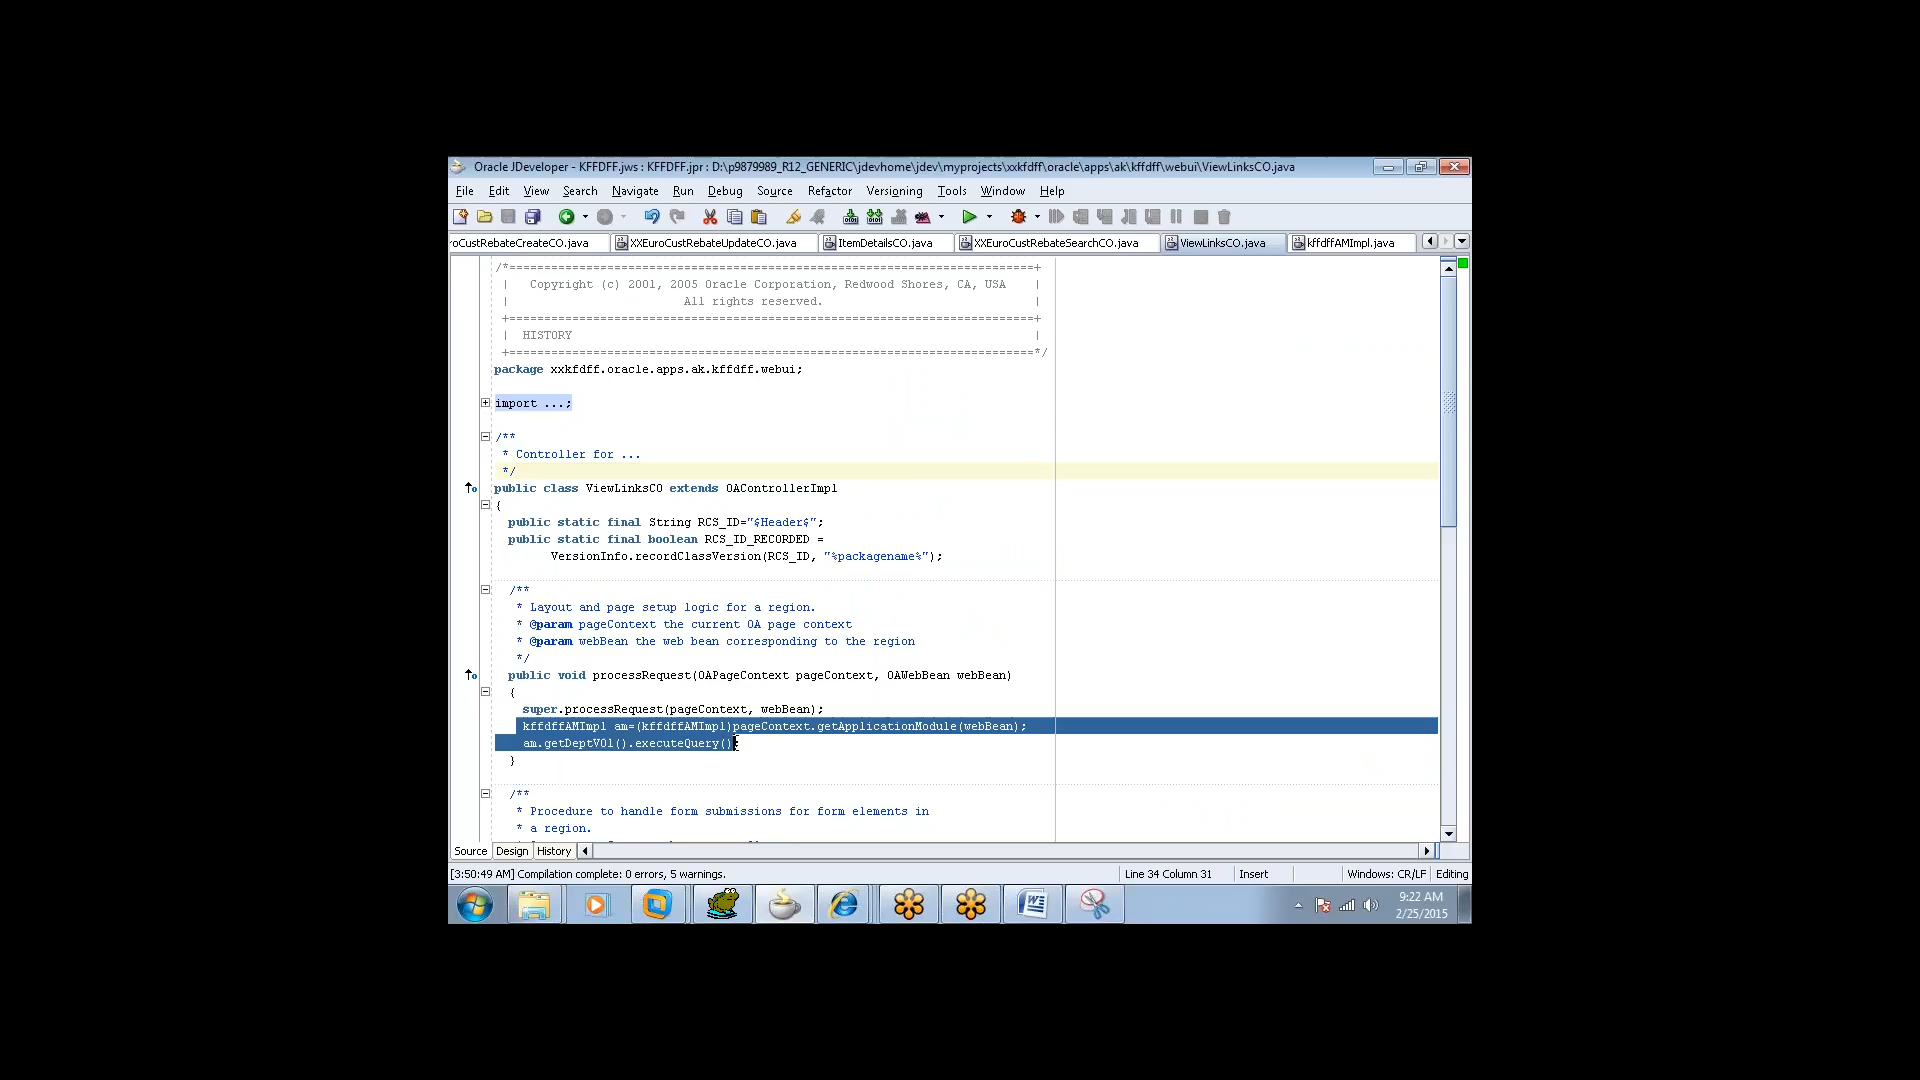 Oracle JDeveloper - KFFDFF.jws : KFFDFF.jpr : D:\p9879989_R12_GENERIC\jdevhome\jdev\myprojects\xxkfdff\oracle\apps\ak\kffdff\webui\ViewLinksCO.java
File Edit View Search Navigate Run Debug Source Refactor Versioning Tools Window Help
roCustRebateCreateCO.java XXEuroCustRebateUpdateCO.java ItemDetailsCO.java XXEuroCustRebateSearchCO.java ViewLinksCO.java kffdffAMImpl.java
/*===========================================================================+
| Copyright (c) 2001, 2005 Oracle Corporation, Redwood Shores, CA, USA |
| All rights reserved. |
+===========================================================================+
| HISTORY |
+===========================================================================*/
package xxkfdff.oracle.apps.ak.kffdff.webui;
import ...;
/**
* Controller for ...
*/
public class ViewLinksCO extends OAControllerImpl
{
public static final String RCS_ID="$Header$";
public static final boolean RCS_ID_RECORDED =
VersionInfo.recordClassVersion(RCS_ID, "%packagename%");
/**
* Layout and page setup logic for a region.
* @param pageContext the current OA page context
* @param webBean the web bean corresponding to the region
*/
public void processRequest(OAPageContext pageContext, OAWebBean webBean)
{
super.processRequest(pageContext, webBean);
kffdffAMImpl am=(kffdffAMImpl)pageContext.getApplicationModule(webBean);
am.getDeptVO1().executeQuery();
}
/**
* Procedure to handle form submissions for form elements in
* a region.
Source Design History
[3:50:49 AM] Compilation complete: 0 errors, 5 warnings. Line 34 Column 31 Insert Windows: CR/LF Editing
9:22 AM
2/25/2015